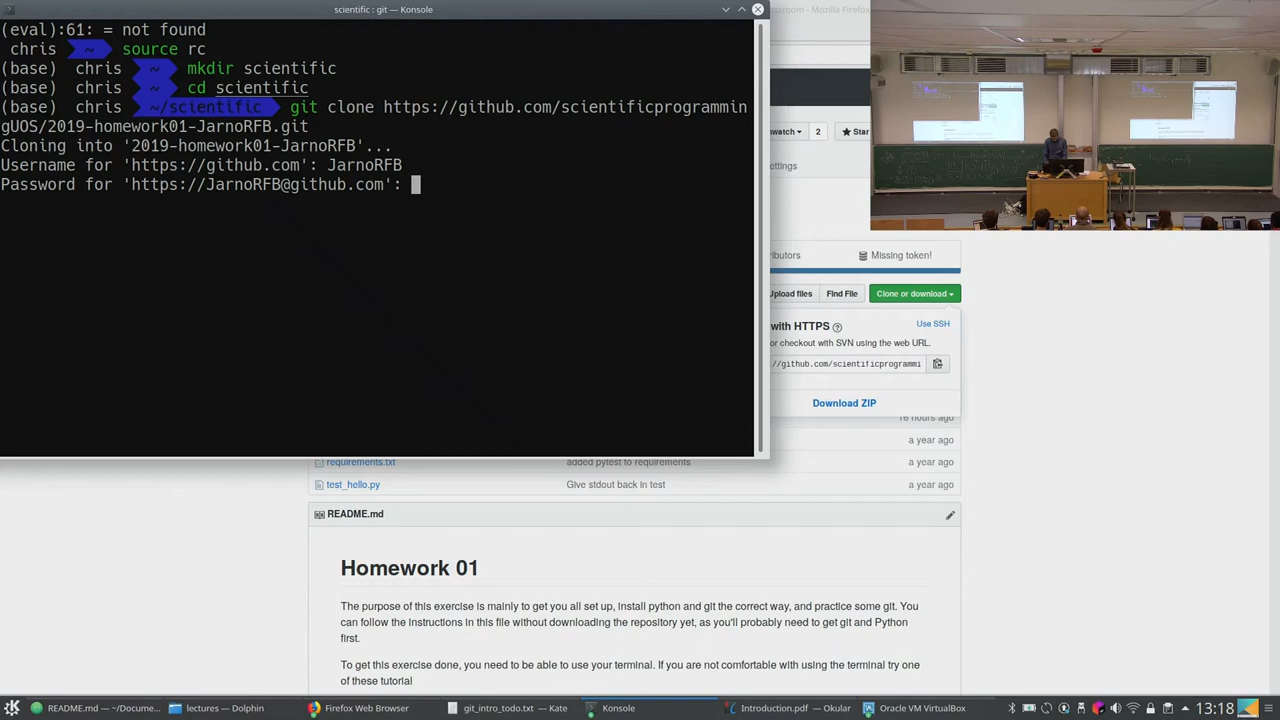 scientific : git — Konsole
(eval):61: = not found
chris ~ source rc
(base) chris ~ mkdir scientific
(base) chris ~ cd scientific
(base) chris ~/scientific git clone https://github.com/scientificprogrammin
gUOS/2019-homework01-JarnoRFB.git
Cloning into '2019-homework01-JarnoRFB'...
Username for 'https://github.com': JarnoRFB
Password for 'https://JarnoRFB@github.com':
ssroom - Mozilla Firefox
nwatch 2 Star
ettings
ributors Missing token!
Upload files Find File Clone or download
with HTTPS Use SSH
or checkout with SVN using the web URL.
//github.com/scientificprogrammi
Download ZIP
16 hours ago
a year ago
requirements.txt added pytest to requirements a year ago
test_hello.py Give stdout back in test a year ago
README.md
Homework 01
The purpose of this exercise is mainly to get you all set up, install python and git the correct way, and practice some git. You
can follow the instructions in this file without downloading the repository yet, as you'll probably need to get git and Python
first.
To get this exercise done, you need to be able to use your terminal. If you are not comfortable with using the terminal try one
of these tutorial
README.md — ~/Docume... lectures — Dolphin Firefox Web Browser git_intro_todo.txt — Kate Konsole Introduction.pdf — Okular Oracle VM VirtualBox 13:18